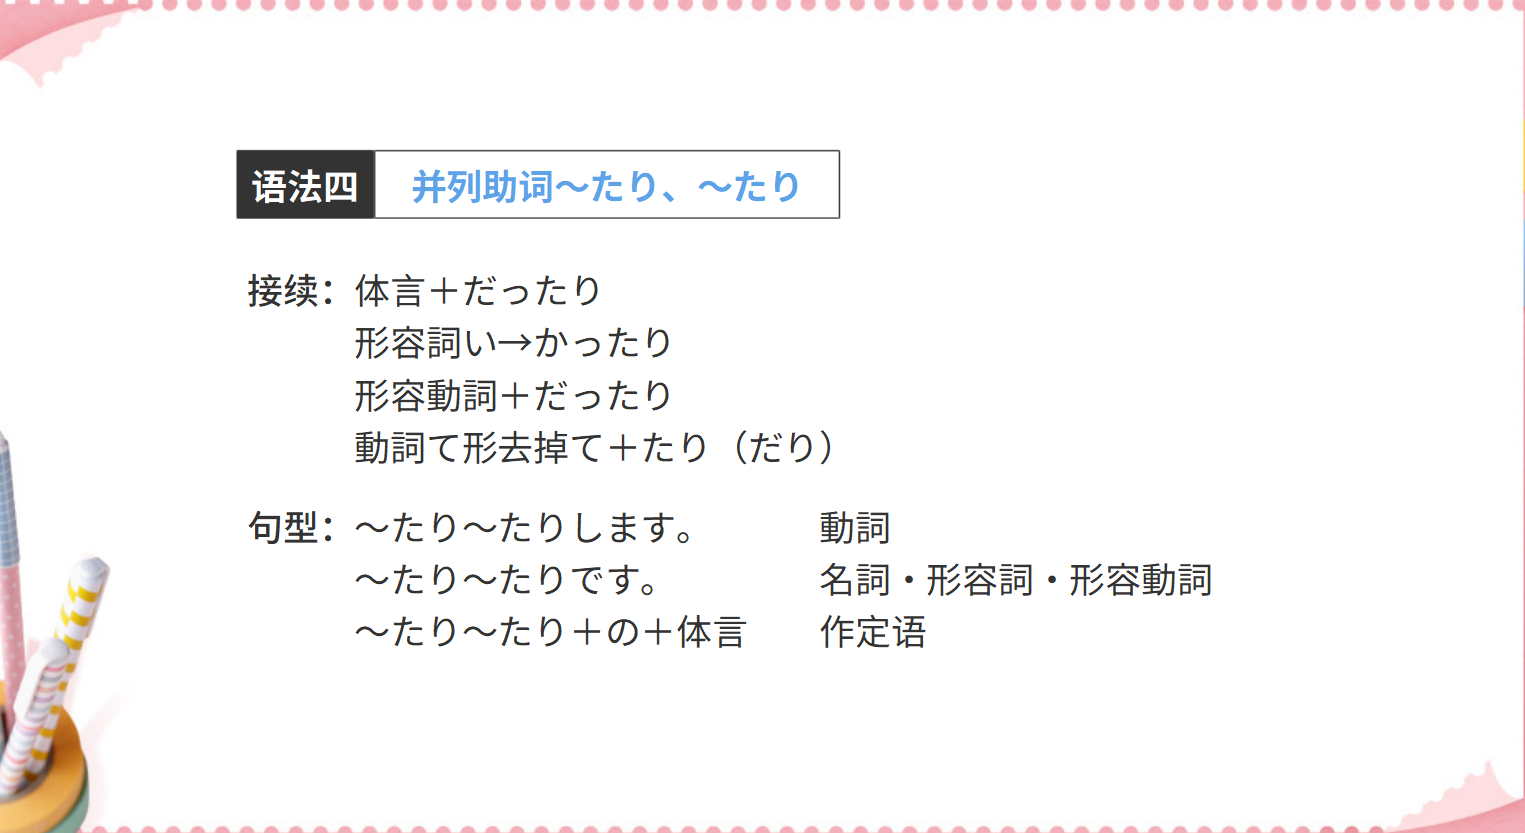 语法四 并列助词～たり、～たり
接续：体言＋だったり
形容詞い→かったり
形容動詞＋だったり
動詞て形去掉て＋たり（だり）
句型：～たり～たりします。 動詞
～たり～たりです。 名詞・形容詞・形容動詞
～たり～たり＋の＋体言 作定语